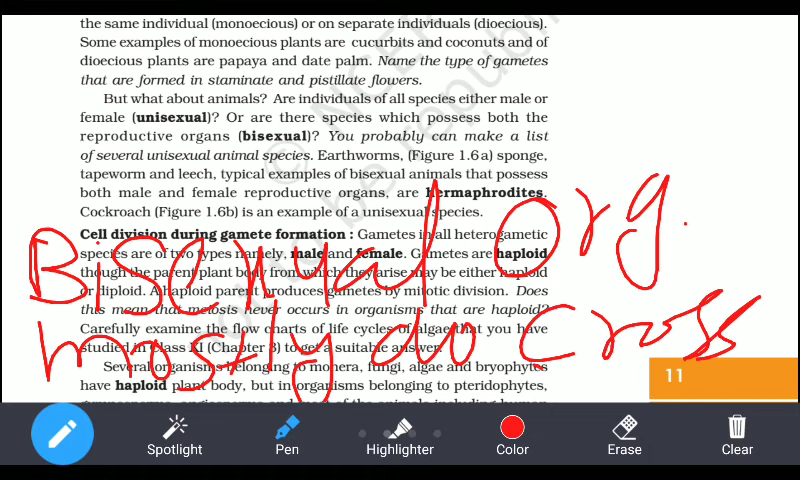 the same individual (monoecious) or on separate individuals (dioecious).
Some examples of monoecious plants are cucurbits and coconuts and of
dioecious plants are papaya and date palm. Name the type of gametes
that are formed in staminate and pistillate flowers.
But what about animals? Are individuals of all species either male or
female (unisexual)? Or are there species which possess both the
reproductive organs (bisexual)? You probably can make a list
of several unisexual animal species. Earthworms, (Figure 1.6a) sponge,
tapeworm and leech, typical examples of bisexual animals that possess
both male and female reproductive organs, are hermaphrodites.
Cockroach (Figure 1.6b) is an example of a unisexual species.
Cell division during gamete formation : Gametes in all heterogametic
species are of two types namely, male and female. Gametes are haploid
though the parent plant body from which they arise may be either haploid
or diploid. A haploid parent produces gametes by mitotic division. Does
this mean that meiosis never occurs in organisms that are haploid?
Carefully examine the flow charts of life cycles of algae that you have
studied in Class XI (Chapter 3) to get a suitable answer.
Several organisms belonging to monera, fungi, algae and bryophytes
have haploid plant body, but in organisms belonging to pteridophytes,
Org.
mostly do cross
11
Spotlight
Pen
Highlighter
Color
Erase
Clear